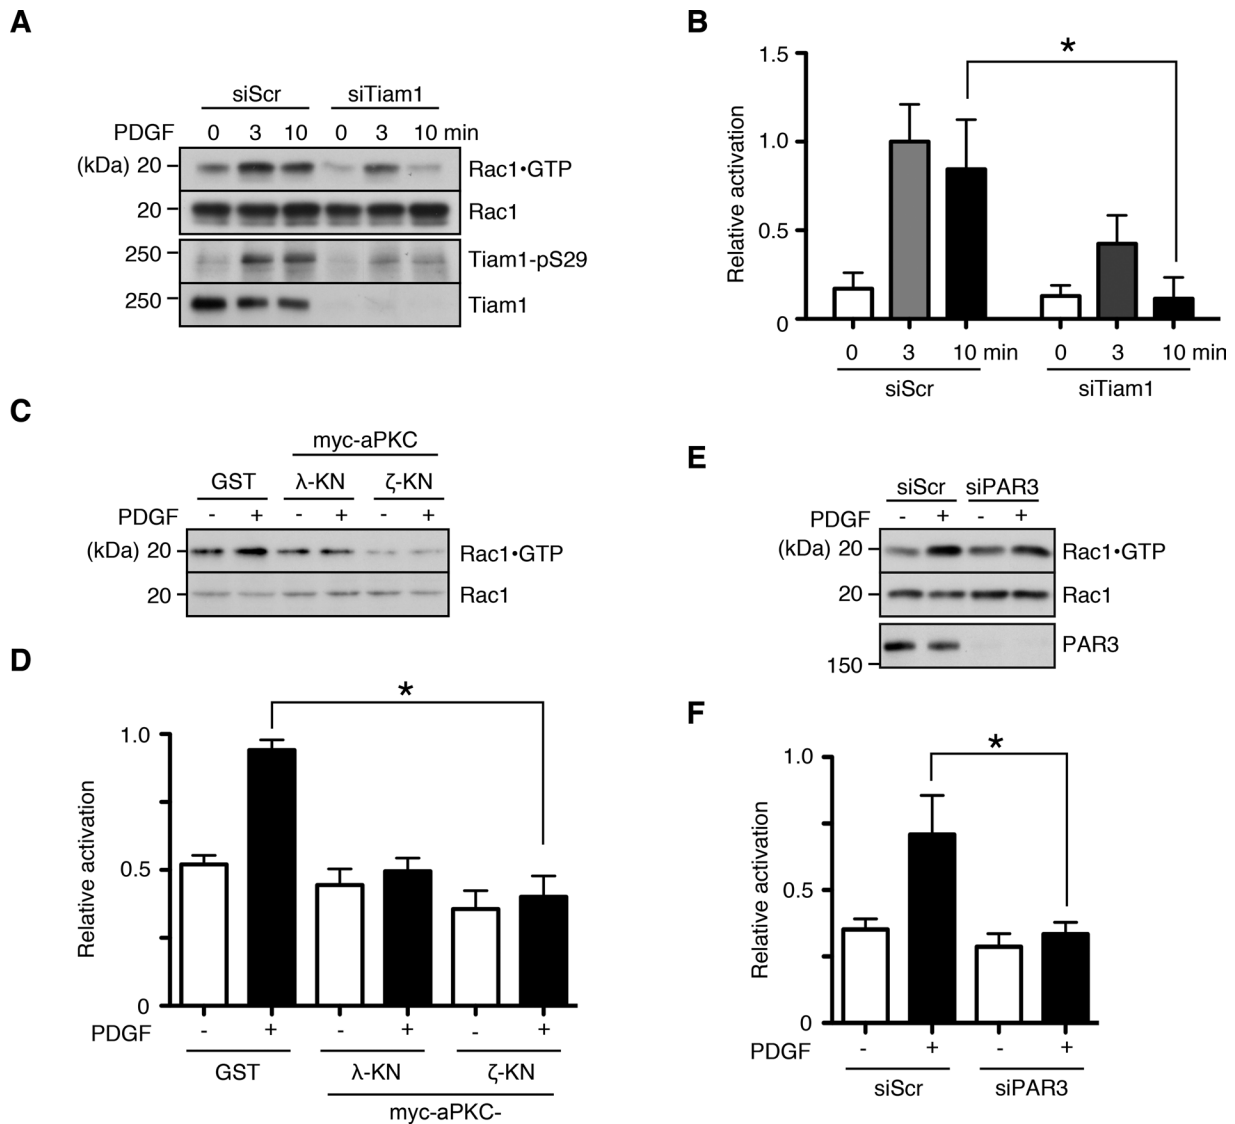 A
siScr siTiam1
PDGF 0 3 10 0 3 10 min
(kDa) 20 Rac1•GTP
20 Rac1
250 Tiam1-pS29
250 Tiam1
B
*
1.5
1.0
0.5
0
Relative activation
0 3 10 min 0 3 10 min
siScr siTiam1
C
myc-aPKC
GST λ-KN ζ-KN
PDGF - + - + - +
(kDa) 20 Rac1•GTP
20 Rac1
D
*
1.0
0.5
0
Relative activation
PDGF - + - + - +
GST λ-KN ζ-KN
myc-aPKC-
E
siScr siPAR3
PDGF - + - +
(kDa) 20 Rac1•GTP
20 Rac1
PAR3
150
F
*
1.0
0.5
0
Relative activation
PDGF - + - +
siScr siPAR3